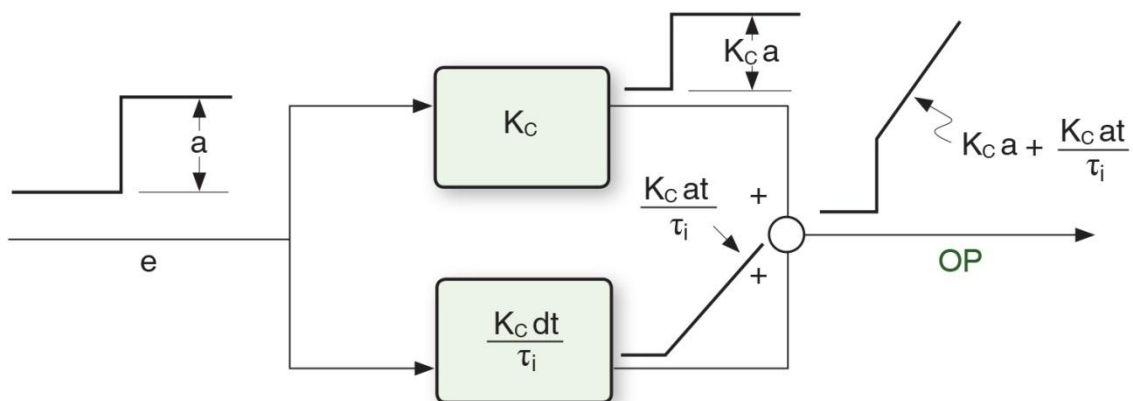 a
e
K_C
K_C a
K_C dt
τ_i
K_C at
τ_i
+
+
K_C a + K_C at
τ_i
OP